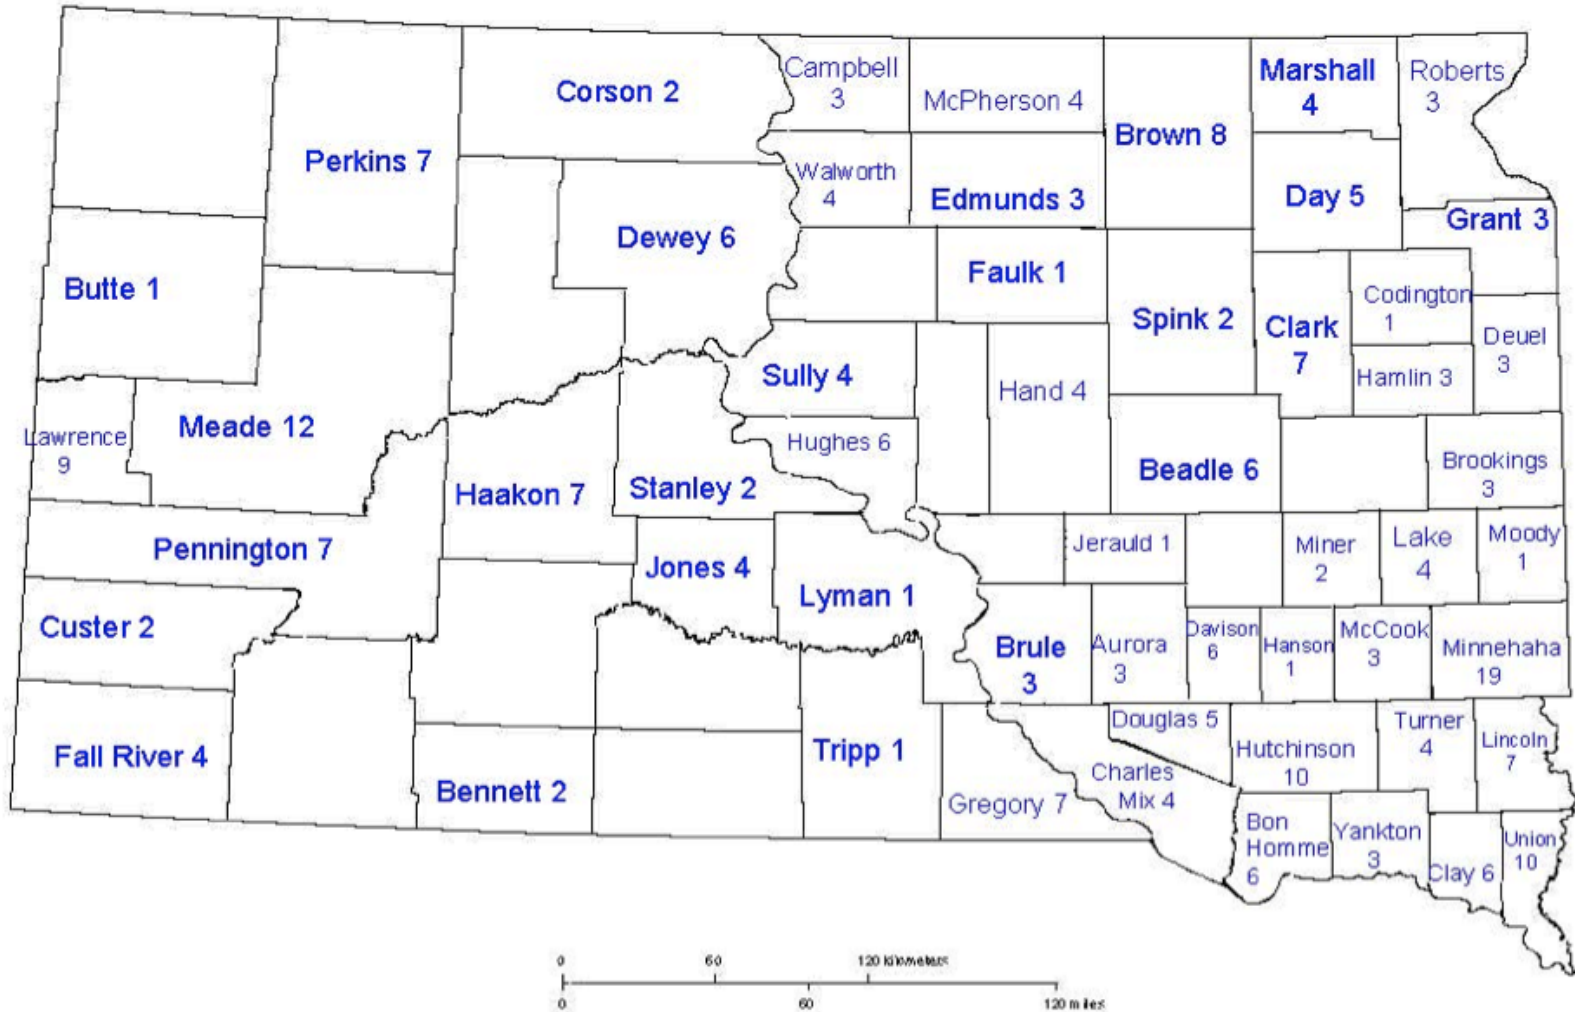 Corson 2
Campbell
3
McPherson 4
Marshall
4
Roberts
3
Perkins 7
Brown 8
Walworth
4
Edmunds 3
Day 5
Grant 3
Dewey 6
Butte 1
Faulk 1
Spink 2
Clark
7
Codington
1
Deuel
3
Sully 4
Hand 4
Hamlin 3
Lawrence
9
Meade 12
Hughes 6
Beadle 6
Brookings
3
Haakon 7
Stanley 2
Pennington 7
Jones 4
Lyman 1
Jerauld 1
Miner
2
Lake
4
Moody
1
Custer 2
Brule
3
Aurora
3
Davison
6
Hanson
1
McCook
3
Minnehaha
19
Fall River 4
Bennett 2
Tripp 1
Gregory 7
Charles
Mix 4
Douglas 5
Hutchinson
10
Turner
4
Lincoln
7
Bon
Homme
6
Yankton
3
Clay 6
Union
10
0 60 120 kilometers
0 60 120 miles